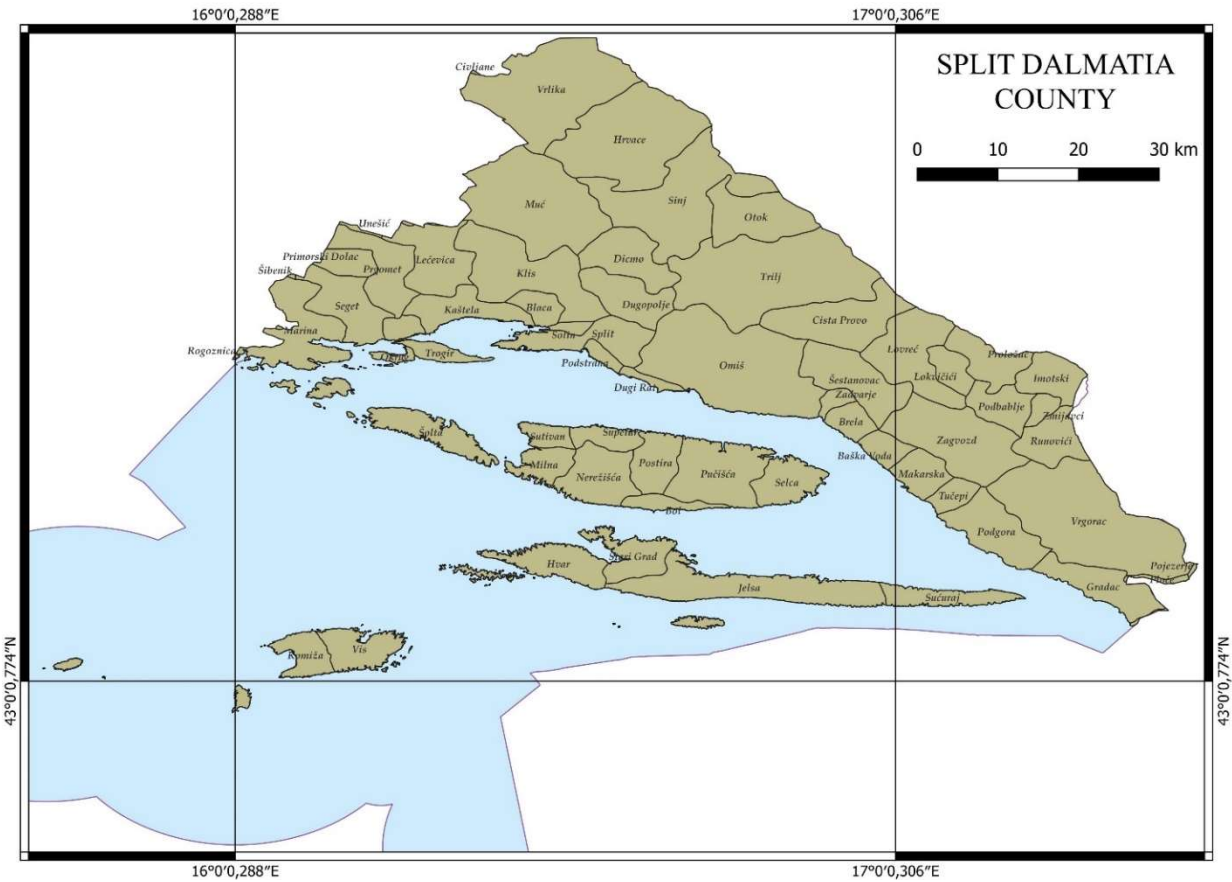 16°0′0,288″E
17°0′0,306″E
SPLIT DALMATIA
COUNTY
0 10 20 30 km
Civljane
Vrlika
Hrvace
Muć
Sinj
Otok
Unešić
Primorski Dolac
Prgomet
Lećevica
Dicmo
Šibenik
Klis
Trilj
Seget
Kaštela
Blaca
Dugopolje
Cista Provo
Marina
Solin
Split
Rogoznica
Okrug
Trogir
Podstrana
Omiš
Lovreć
Proložac
Dugi Rat
Šestanovac
Lokvičići
Imotski
Zadvarje
Podbablje
Zmijavci
Brela
Zagvozd
Runovići
Šolta
Sutivan
Supetar
Baška Voda
Milna
Nerežišća
Postira
Pučišća
Selca
Makarska
Tučepi
Bol
Podgora
Vrgorac
Hvar
Stari Grad
Jelsa
Sućuraj
Gradac
Pojezerje
Ploče
Komiža
Vis
43°0′0,774″N
43°0′0,774″N
16°0′0,288″E
17°0′0,306″E